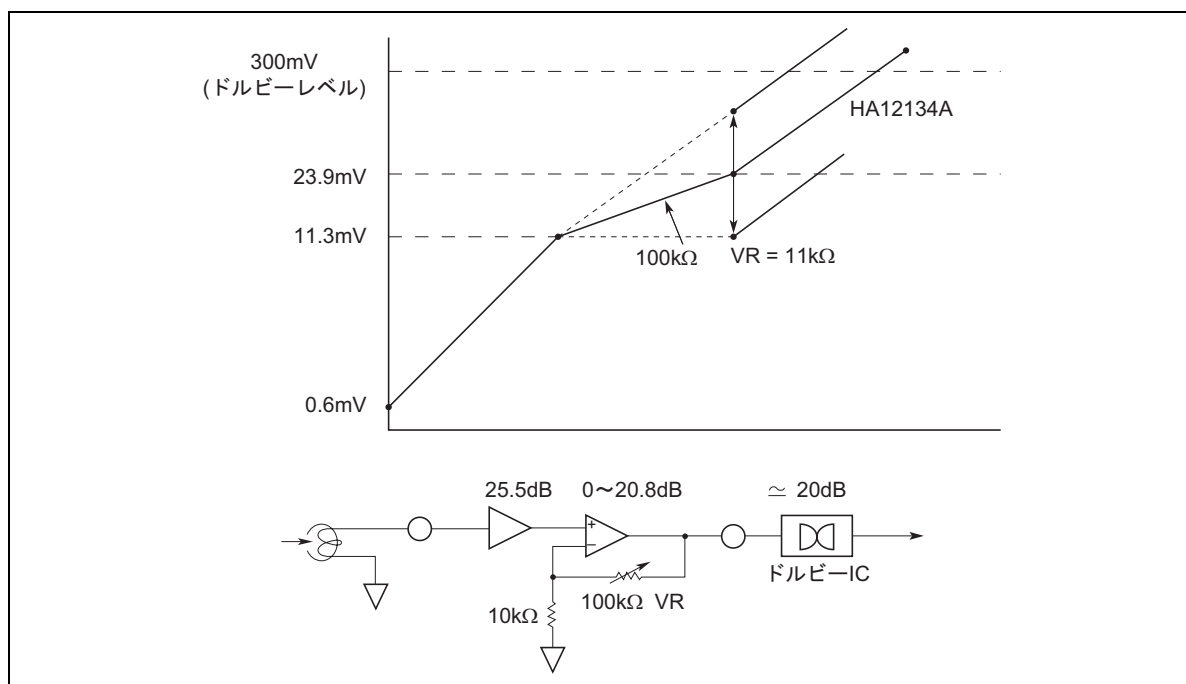 300mV
(ドルビーレベル)
HA12134A
23.9mV
11.3mV
100kΩ
VR = 11kΩ
0.6mV
25.5dB
0〜20.8dB
≃ 20dB
+
−
ドルビーIC
100kΩ VR
10kΩ